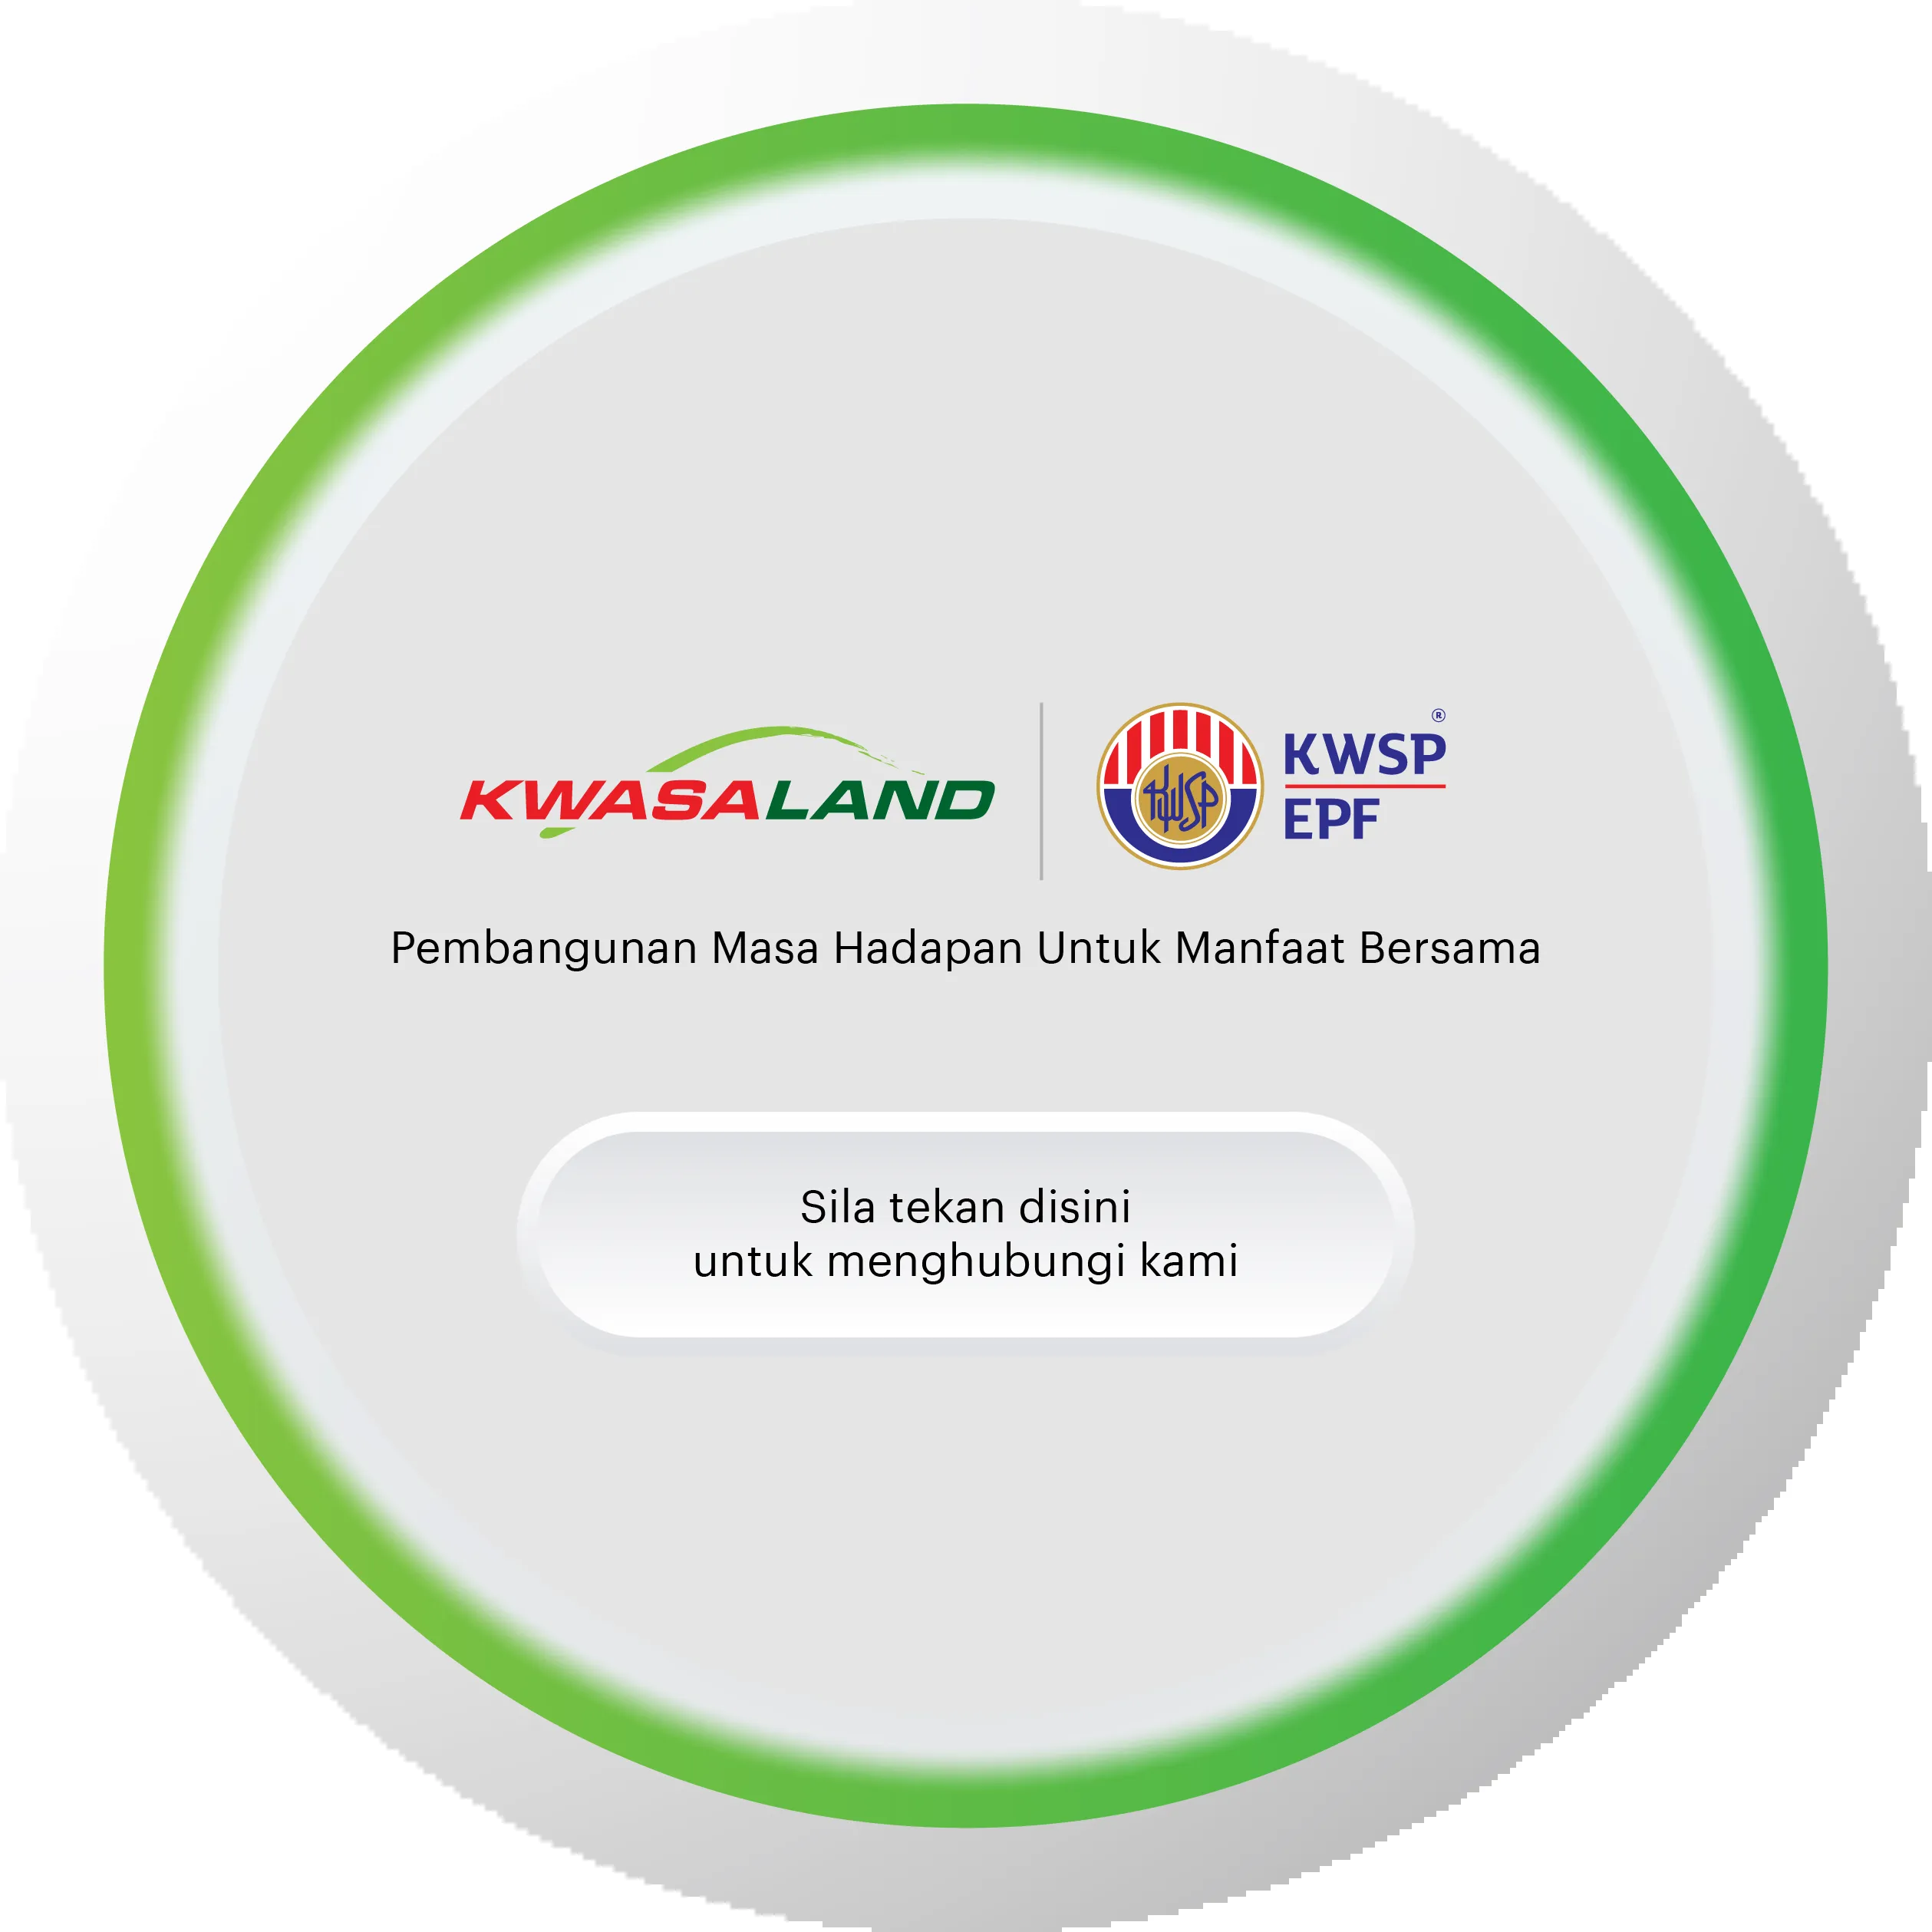 KWASALAND
KWSP®
EPF
Pembangunan Masa Hadapan Untuk Manfaat Bersama
Sila tekan disini
untuk menghubungi kami